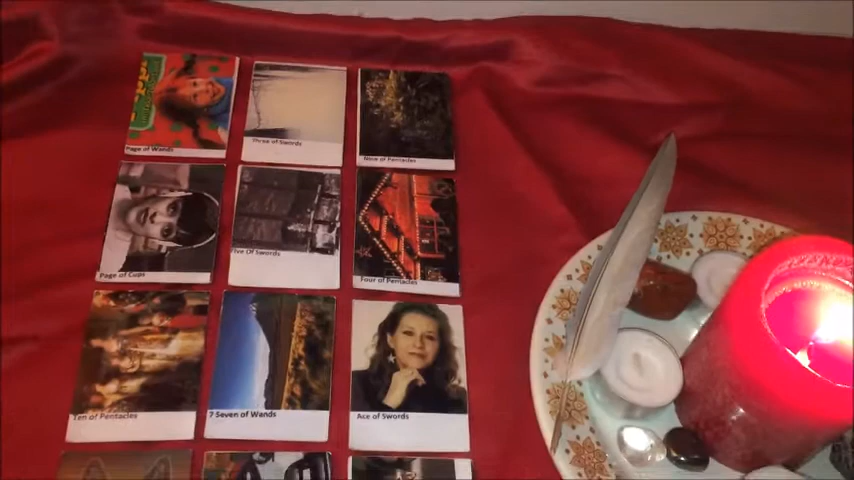 Pippi
Page of Wands
Three of Swords
Nine of Pentacles
Page of Cups
Five of Swords
Four of Pentacles
Ten of Pentacles
7 Seven of Wands
Ace of Swords